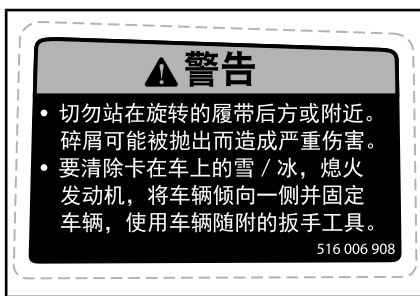 警告
• 切勿站在旋转的履带后方或附近。
碎屑可能被抛出而造成严重伤害。
• 要清除卡在车上的雪 / 冰，熄火
发动机，将车辆倾向一侧并固定
车辆，使用车辆随附的扳手工具。
516 006 908